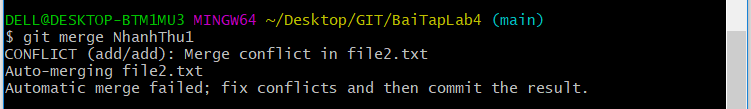 DELL@DESKTOP-BTM1MU3 MINGW64 ~/Desktop/GIT/BaiTapLab4 (main)
$ git merge NhanhThu1
CONFLICT (add/add): Merge conflict in file2.txt
Auto-merging file2.txt
Automatic merge failed; fix conflicts and then commit the result.